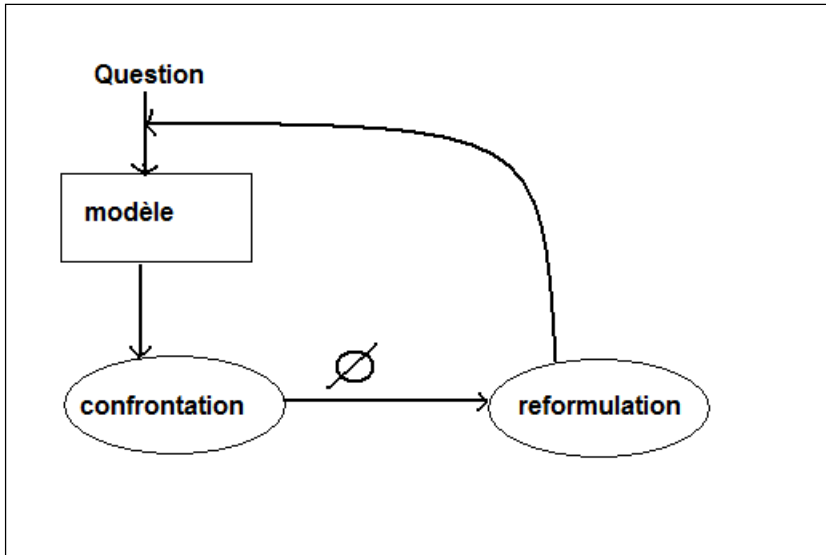 Question
modèle
Ø
confrontation
reformulation